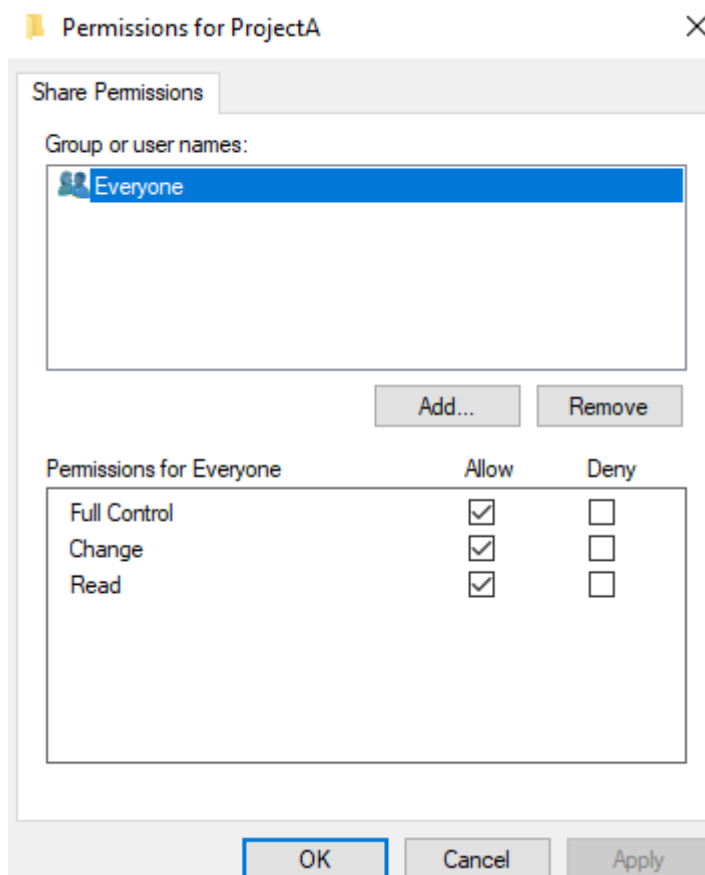 Permissions for ProjectA
Share Permissions
Group or user names:
Everyone
Add... Remove
Permissions for Everyone Allow Deny
Full Control
Change
Read
OK Cancel Apply